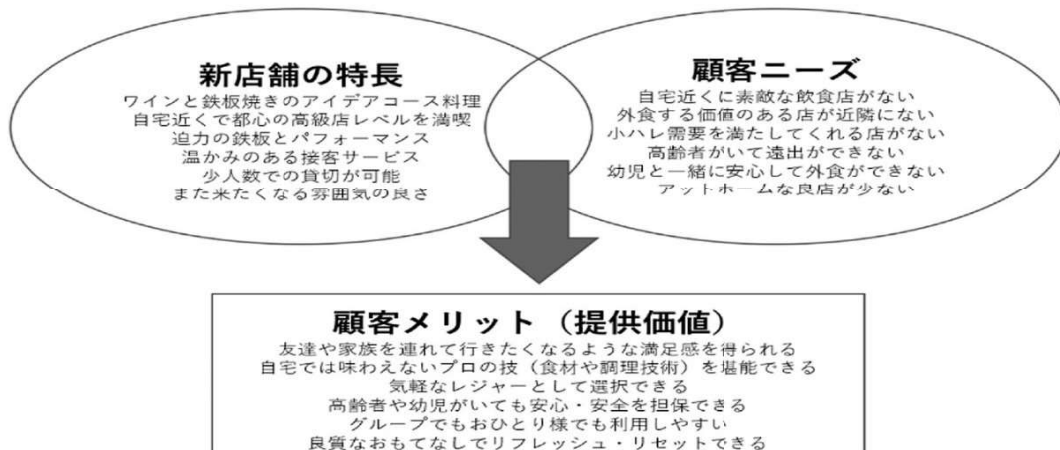 新店舗の特長
ワインと鉄板焼きのアイデアコース料理
自宅近くで都心の高級店レベルを満喫
迫力の鉄板とパフォーマンス
温かみのある接客サービス
少人数での貸切が可能
また来たくなる雰囲気の良さ
顧客ニーズ
自宅近くに素敵な飲食店がない
外食する価値のある店が近隣にない
小ハレ需要を満たしてくれる店がない
高齢者がいて遠出ができない
幼児と一緒に安心して外食ができない
アットホームな良店が少ない
顧客メリット（提供価値）
友達や家族を連れて行きたくなるような満足感を得られる
自宅では味わえないプロの技（食材や調理技術）を堪能できる
気軽なレジャーとして選択できる
高齢者や幼児がいても安心・安全を担保できる
グループでもおひとり様でも利用しやすい
良質なおもてなしでリフレッシュ・リセットできる